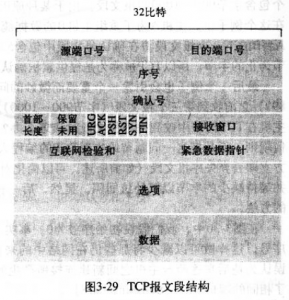 32比特
源端口号 目的端口号
序号
确认号
首部长度 保留未用 URG ACK PSH RST SYN FIN 接收窗口
互联网检验和 紧急数据指针
选项
数据
图3-29 TCP报文段结构